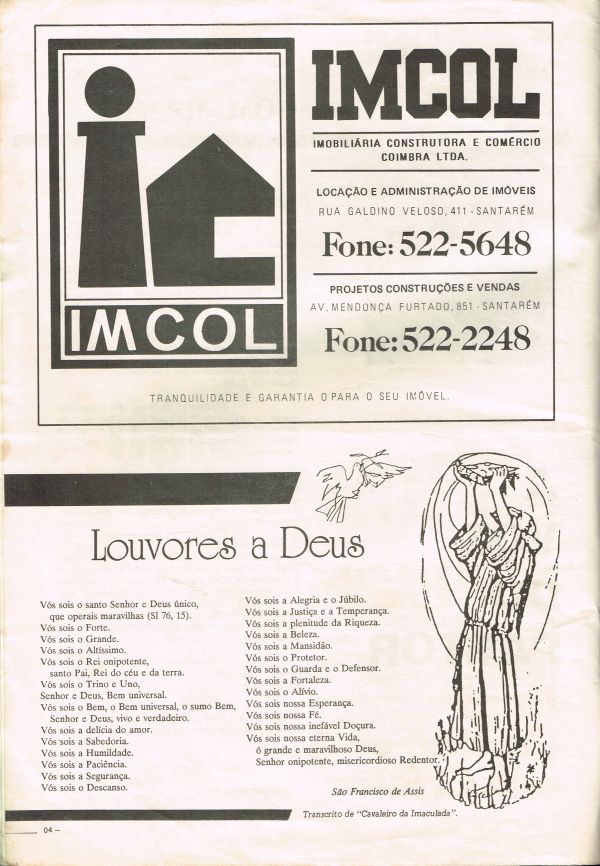 IMCOL
IMCOL
IMOBILIÁRIA CONSTRUTORA E COMÉRCIO
COIMBRA LTDA.
LOCAÇÃO E ADMINISTRAÇÃO DE IMÓVEIS
RUA GALDINO VELOSO, 411 - SANTARÉM
Fone: 522-5648
PROJETOS CONSTRUÇÕES E VENDAS
AV. MENDONÇA FURTADO, 851 - SANTARÉM
Fone: 522-2248
TRANQUILIDADE E GARANTIA O PARA O SEU IMÓVEL.
Louvores a Deus
Vós sois o santo Senhor e Deus único,
que operais maravilhas (Sl 76, 15).
Vós sois o Forte.
Vós sois o Grande.
Vós sois o Altíssimo.
Vós sois o Rei onipotente,
santo Pai, Rei do céu e da terra.
Vós sois o Trino e Uno,
Senhor e Deus, Bem universal.
Vós sois o Bem, o Bem universal, o sumo Bem,
Senhor e Deus, vivo e verdadeiro.
Vós sois a delícia do amor.
Vós sois a Sabedoria.
Vós sois a Humildade.
Vós sois a Paciência.
Vós sois a Segurança.
Vós sois o Descanso.
Vós sois a Alegria e o Júbilo.
Vós sois a Justiça e a Temperança.
Vós sois a plenitude da Riqueza.
Vós sois a Beleza.
Vós sois a Mansidão.
Vós sois o Protetor.
Vós sois o Guarda e o Defensor.
Vós sois a Fortaleza.
Vós sois o Alívio.
Vós sois nossa Esperança.
Vós sois nossa Fé.
Vós sois nossa inefável Doçura.
Vós sois nossa eterna Vida,
ó grande e maravilhoso Deus,
Senhor onipotente, misericordioso Redentor.
São Francisco de Assis
Transcrito de "Cavaleiro da Imaculada".
04 –